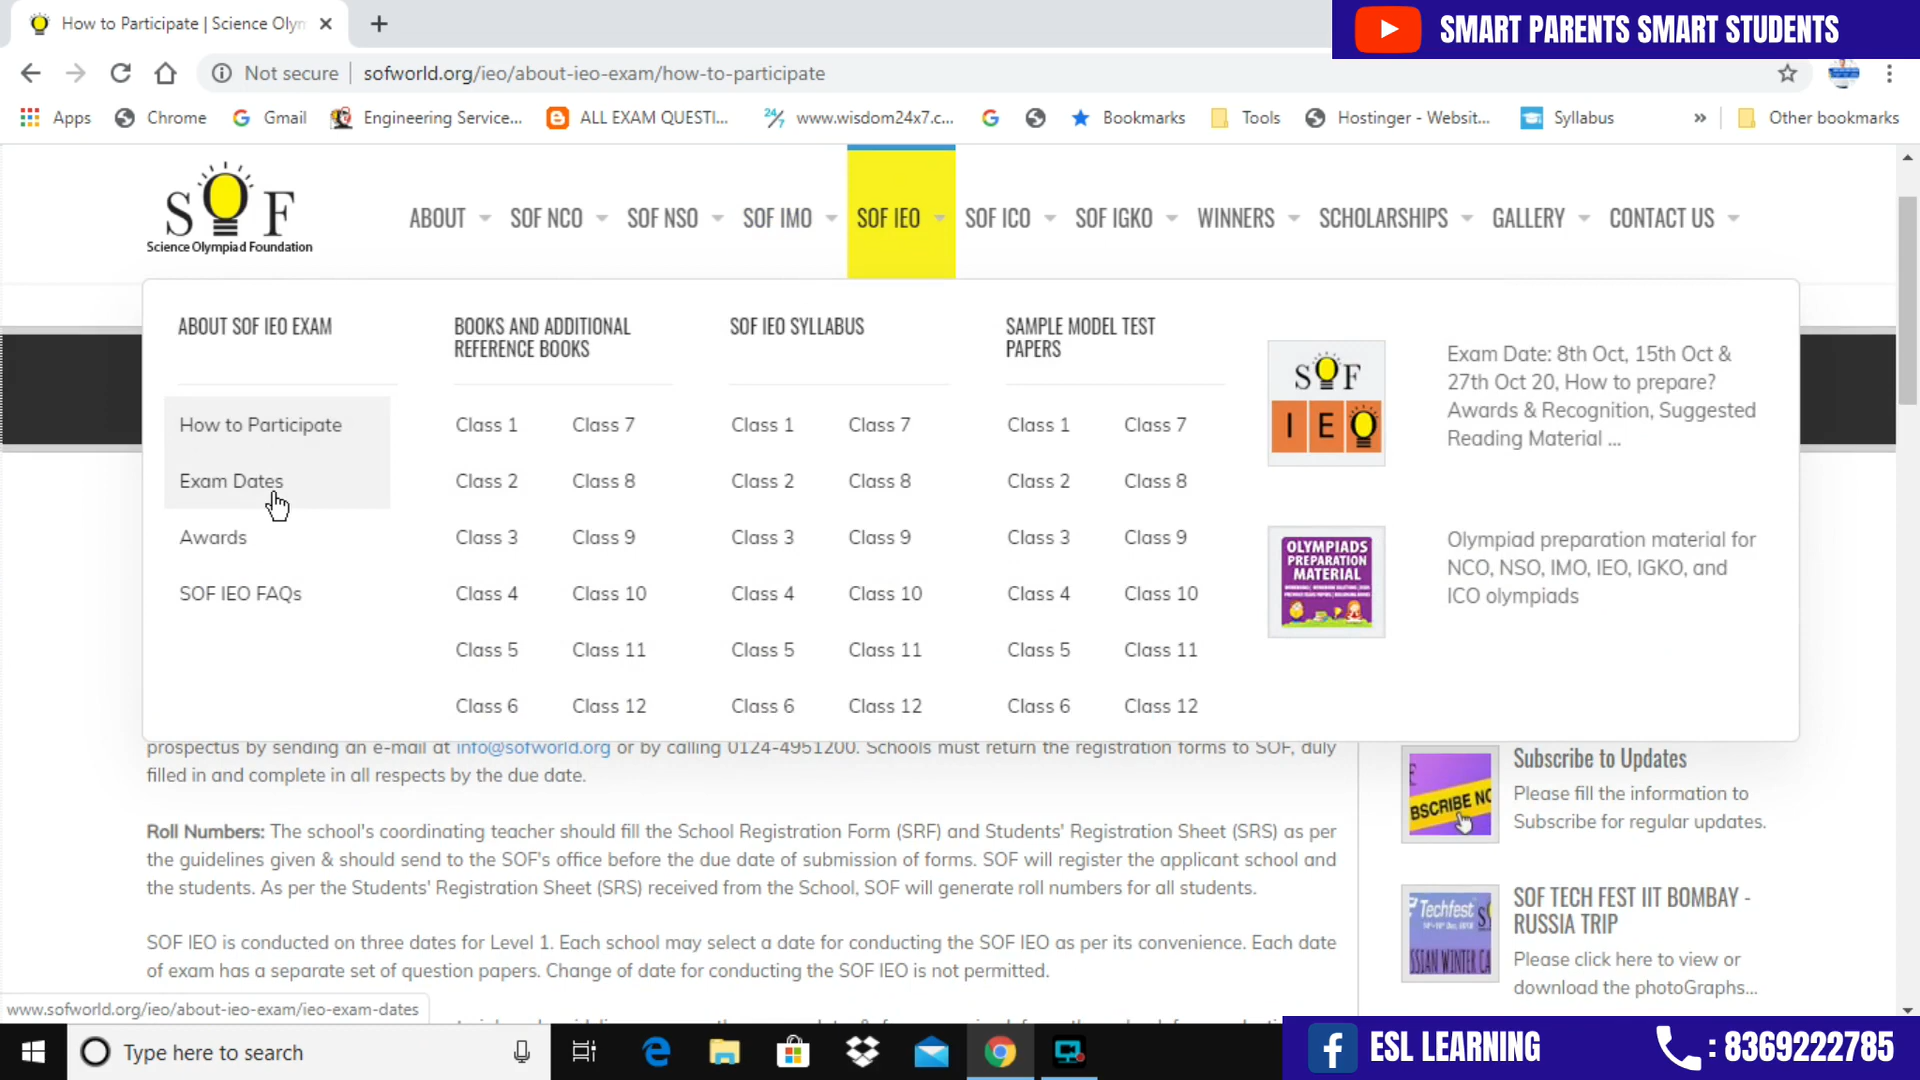 How to Participate | Science Olym
SMART PARENTS SMART STUDENTS
Not secure
sofworld.org/ieo/about-ieo-exam/how-to-participate
Apps
Chrome
Gmail
Engineering Service...
ALL EXAM QUESTI...
24/7
www.wisdom24x7.c...
Bookmarks
Tools
Hostinger - Websit...
Syllabus
»
Other bookmarks
SOF
Science Olympiad Foundation
ABOUT
SOF NCO
SOF NSO
SOF IMO
SOF IEO
SOF ICO
SOF IGKO
WINNERS
SCHOLARSHIPS
GALLERY
CONTACT US
ABOUT SOF IEO EXAM
How to Participate
Exam Dates
Awards
SOF IEO FAQs
BOOKS AND ADDITIONAL
REFERENCE BOOKS
Class 1 Class 7
Class 2 Class 8
Class 3 Class 9
Class 4 Class 10
Class 5 Class 11
Class 6 Class 12
SOF IEO SYLLABUS
Class 1 Class 7
Class 2 Class 8
Class 3 Class 9
Class 4 Class 10
Class 5 Class 11
Class 6 Class 12
SAMPLE MODEL TEST
PAPERS
Class 1 Class 7
Class 2 Class 8
Class 3 Class 9
Class 4 Class 10
Class 5 Class 11
Class 6 Class 12
SOF
IEO
Exam Date: 8th Oct, 15th Oct &
27th Oct 20, How to prepare?
Awards & Recognition, Suggested
Reading Material ...
OLYMPIADS
PREPARATION
MATERIAL
Olympiad preparation material for
NCO, NSO, IMO, IEO, IGKO, and
ICO olympiads
prospectus by sending an e-mail at info@sofworld.org or by calling 0124-4951200. Schools must return the registration forms to SOF, duly
filled in and complete in all respects by the due date.
Roll Numbers: The school's coordinating teacher should fill the School Registration Form (SRF) and Students' Registration Sheet (SRS) as per
the guidelines given & should send to the SOF's office before the due date of submission of forms. SOF will register the applicant school and
the students. As per the Students' Registration Sheet (SRS) received from the School, SOF will generate roll numbers for all students.
SOF IEO is conducted on three dates for Level 1. Each school may select a date for conducting the SOF IEO as per its convenience. Each date
of exam has a separate set of question papers. Change of date for conducting the SOF IEO is not permitted.
BSCRIBE NO
Subscribe to Updates
Please fill the information to
Subscribe for regular updates.
Techfest
SSIAN WINTER CA
SOF TECH FEST IIT BOMBAY -
RUSSIA TRIP
Please click here to view or
download the photoGraphs...
www.sofworld.org/ieo/about-ieo-exam/ieo-exam-dates
Type here to search
ESL LEARNING
: 8369222785